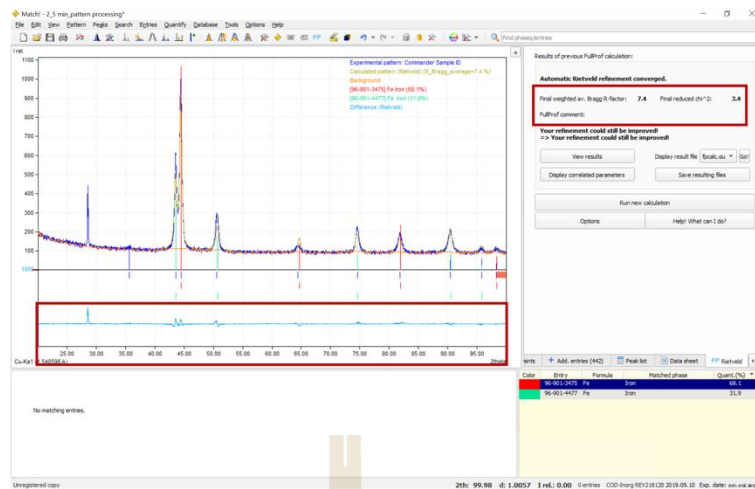 Match! - 2_5 min_pattern processing*
File Edit View Pattern Peaks Search Entries Quantify Database Tools Options Help
Find phases/entries
I rel.
Experimental pattern: Commander Sample ID
Calculated pattern (Rietveld) (R_Bragg_average=7.4 %)
Background
[96-901-3475] Fe Iron (68.1%)
[96-901-4477] Fe Iron (31.9%)
Difference (Rietveld)
1100
1000
900
800
700
600
500
400
300
200
100
1000
25.00 30.00 35.00 40.00 45.00 50.00 55.00 60.00 65.00 70.00 75.00 80.00 85.00 90.00 95.00
Cu-Ka1 (1.540598 A) 2theta
Results of previous FullProf calculation:
Automatic Rietveld refinement converged.
Final weighted av. Bragg R-factor: 7.4 Final reduced chi^2: 3.4
FullProf comment:
Your refinement could still be improved!
=> Your refinement could still be improved!
View results
Display result file fpcalc.ou Go!
Display correlated parameters
Save resulting files
Run new calculation
Options
Help! What can I do?
Add. entries (442) Peak list Data sheet FP Rietveld
Color Entry Formula Matched phase Quant.(%)
96-901-3475 Fe Iron 68.1
96-901-4477 Fe Iron 31.9
No matching entries.
Unregistered copy
2th: 99.98 d: 1.0057 I rel.: 0.00 0 entries COD-Inorg REV218120 2019.09.10 Exp. date: